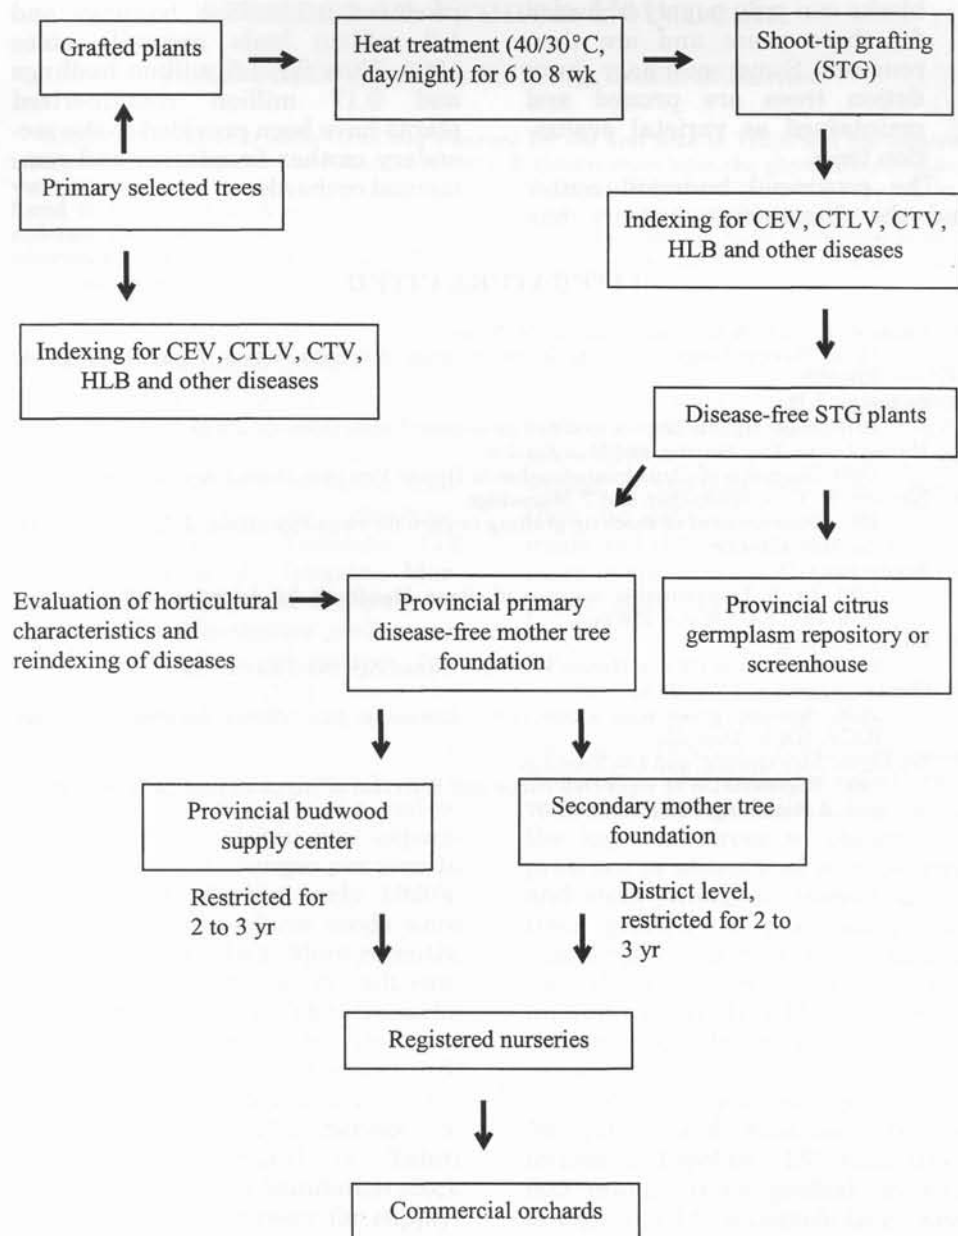 Grafted plants
Heat treatment (40/30°C,
day/night) for 6 to 8 wk
Shoot-tip grafting
(STG)
Primary selected trees
Indexing for CEV, CTLV, CTV,
HLB and other diseases
Indexing for CEV, CTLV, CTV,
HLB and other diseases
Disease-free STG plants
Evaluation of horticultural
characteristics and
reindexing of diseases
Provincial primary
disease-free mother tree
foundation
Provincial citrus
germplasm repository or
screenhouse
Provincial budwood
supply center
Secondary mother tree
foundation
Restricted for
2 to 3 yr
District level,
restricted for 2 to
3 yr
Registered nurseries
Commercial orchards